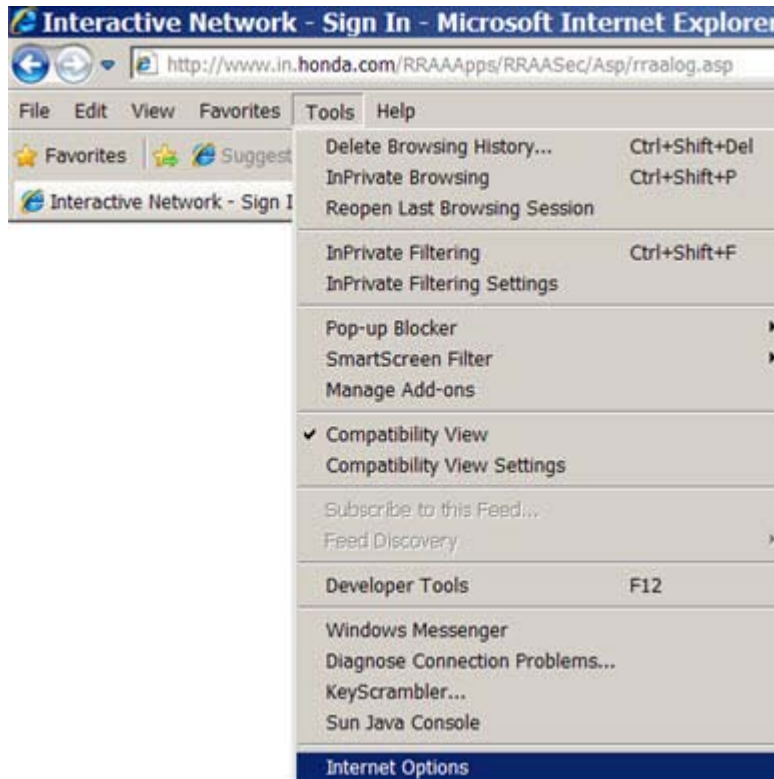 Interactive Network - Sign In - Microsoft Internet Explorer
http://www.in.honda.com/RRAAApps/RRAASec/Asp/rraalog.asp
File Edit View Favorites Tools Help
Favorites Suggest
Interactive Network - Sign I
Delete Browsing History... Ctrl+Shift+Del
InPrivate Browsing Ctrl+Shift+P
Reopen Last Browsing Session
InPrivate Filtering Ctrl+Shift+F
InPrivate Filtering Settings
Pop-up Blocker
SmartScreen Filter
Manage Add-ons
Compatibility View
Compatibility View Settings
Subscribe to this Feed...
Feed Discovery
Developer Tools F12
Windows Messenger
Diagnose Connection Problems...
KeyScrambler...
Sun Java Console
Internet Options